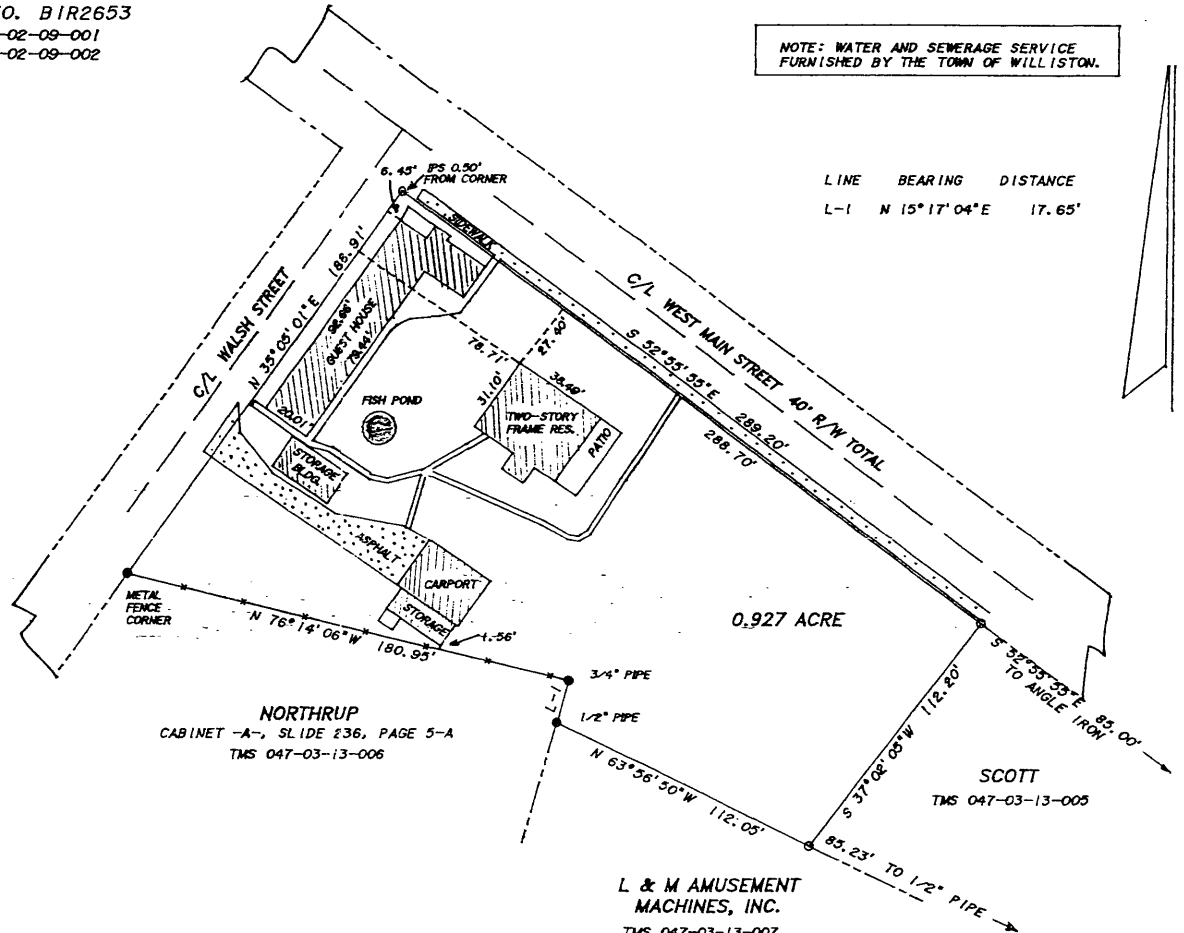 O. BIR2653
-02-09-001
-02-09-002
NOTE: WATER AND SEWERAGE SERVICE
FURNISHED BY THE TOWN OF WILLISTON.
LINE BEARING DISTANCE
L-1 N 15°17'04"E 17.65'
6.45'
IPS 0.50'
FROM CORNER
SIDEWALK
C/L WALSH STREET
N 35°05'01"E 186.91'
92.66'
GUEST HOUSE
79.44'
20.01'
C/L WEST MAIN STREET 40' R/W TOTAL
S 52°55'55"E 289.20'
288.70'
27.40'
78.71'
31.10'
38.49'
TWO-STORY
FRAME RES.
PATIO
FISH POND
STORAGE
BLDG.
ASPHALT
CARPORT
STORAGE
1.56'
METAL
FENCE
CORNER
N 76°14'06"W 180.95'
0.927 ACRE
3/4" PIPE
L-1
1/2" PIPE
S 52°55'55"E 85.00'
TO ANGLE IRON
NORTHRUP
CABINET -A-, SLIDE 236, PAGE 5-A
TMS 047-03-13-006
N 63°56'50"W 112.05'
S 37°02'05"W 112.20'
SCOTT
TMS 047-03-13-005
85.23' TO 1/2" PIPE
L & M AMUSEMENT
MACHINES, INC.
TMS 047-03-13-007